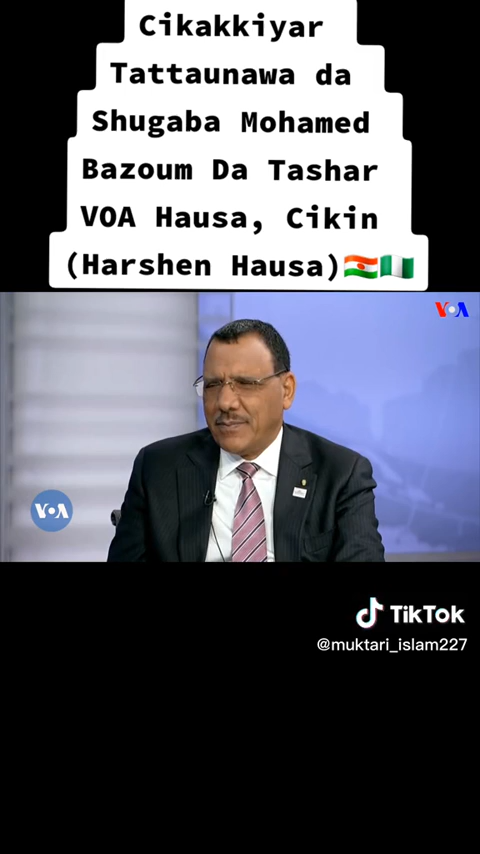 Cikakkiyar
Tattaunawa da
Shugaba Mohamed
Bazoum Da Tashar
VOA Hausa, Cikin
(Harshen Hausa)🇳🇪🇳🇬
VOA
VOA
TikTok
@muktari_islam227